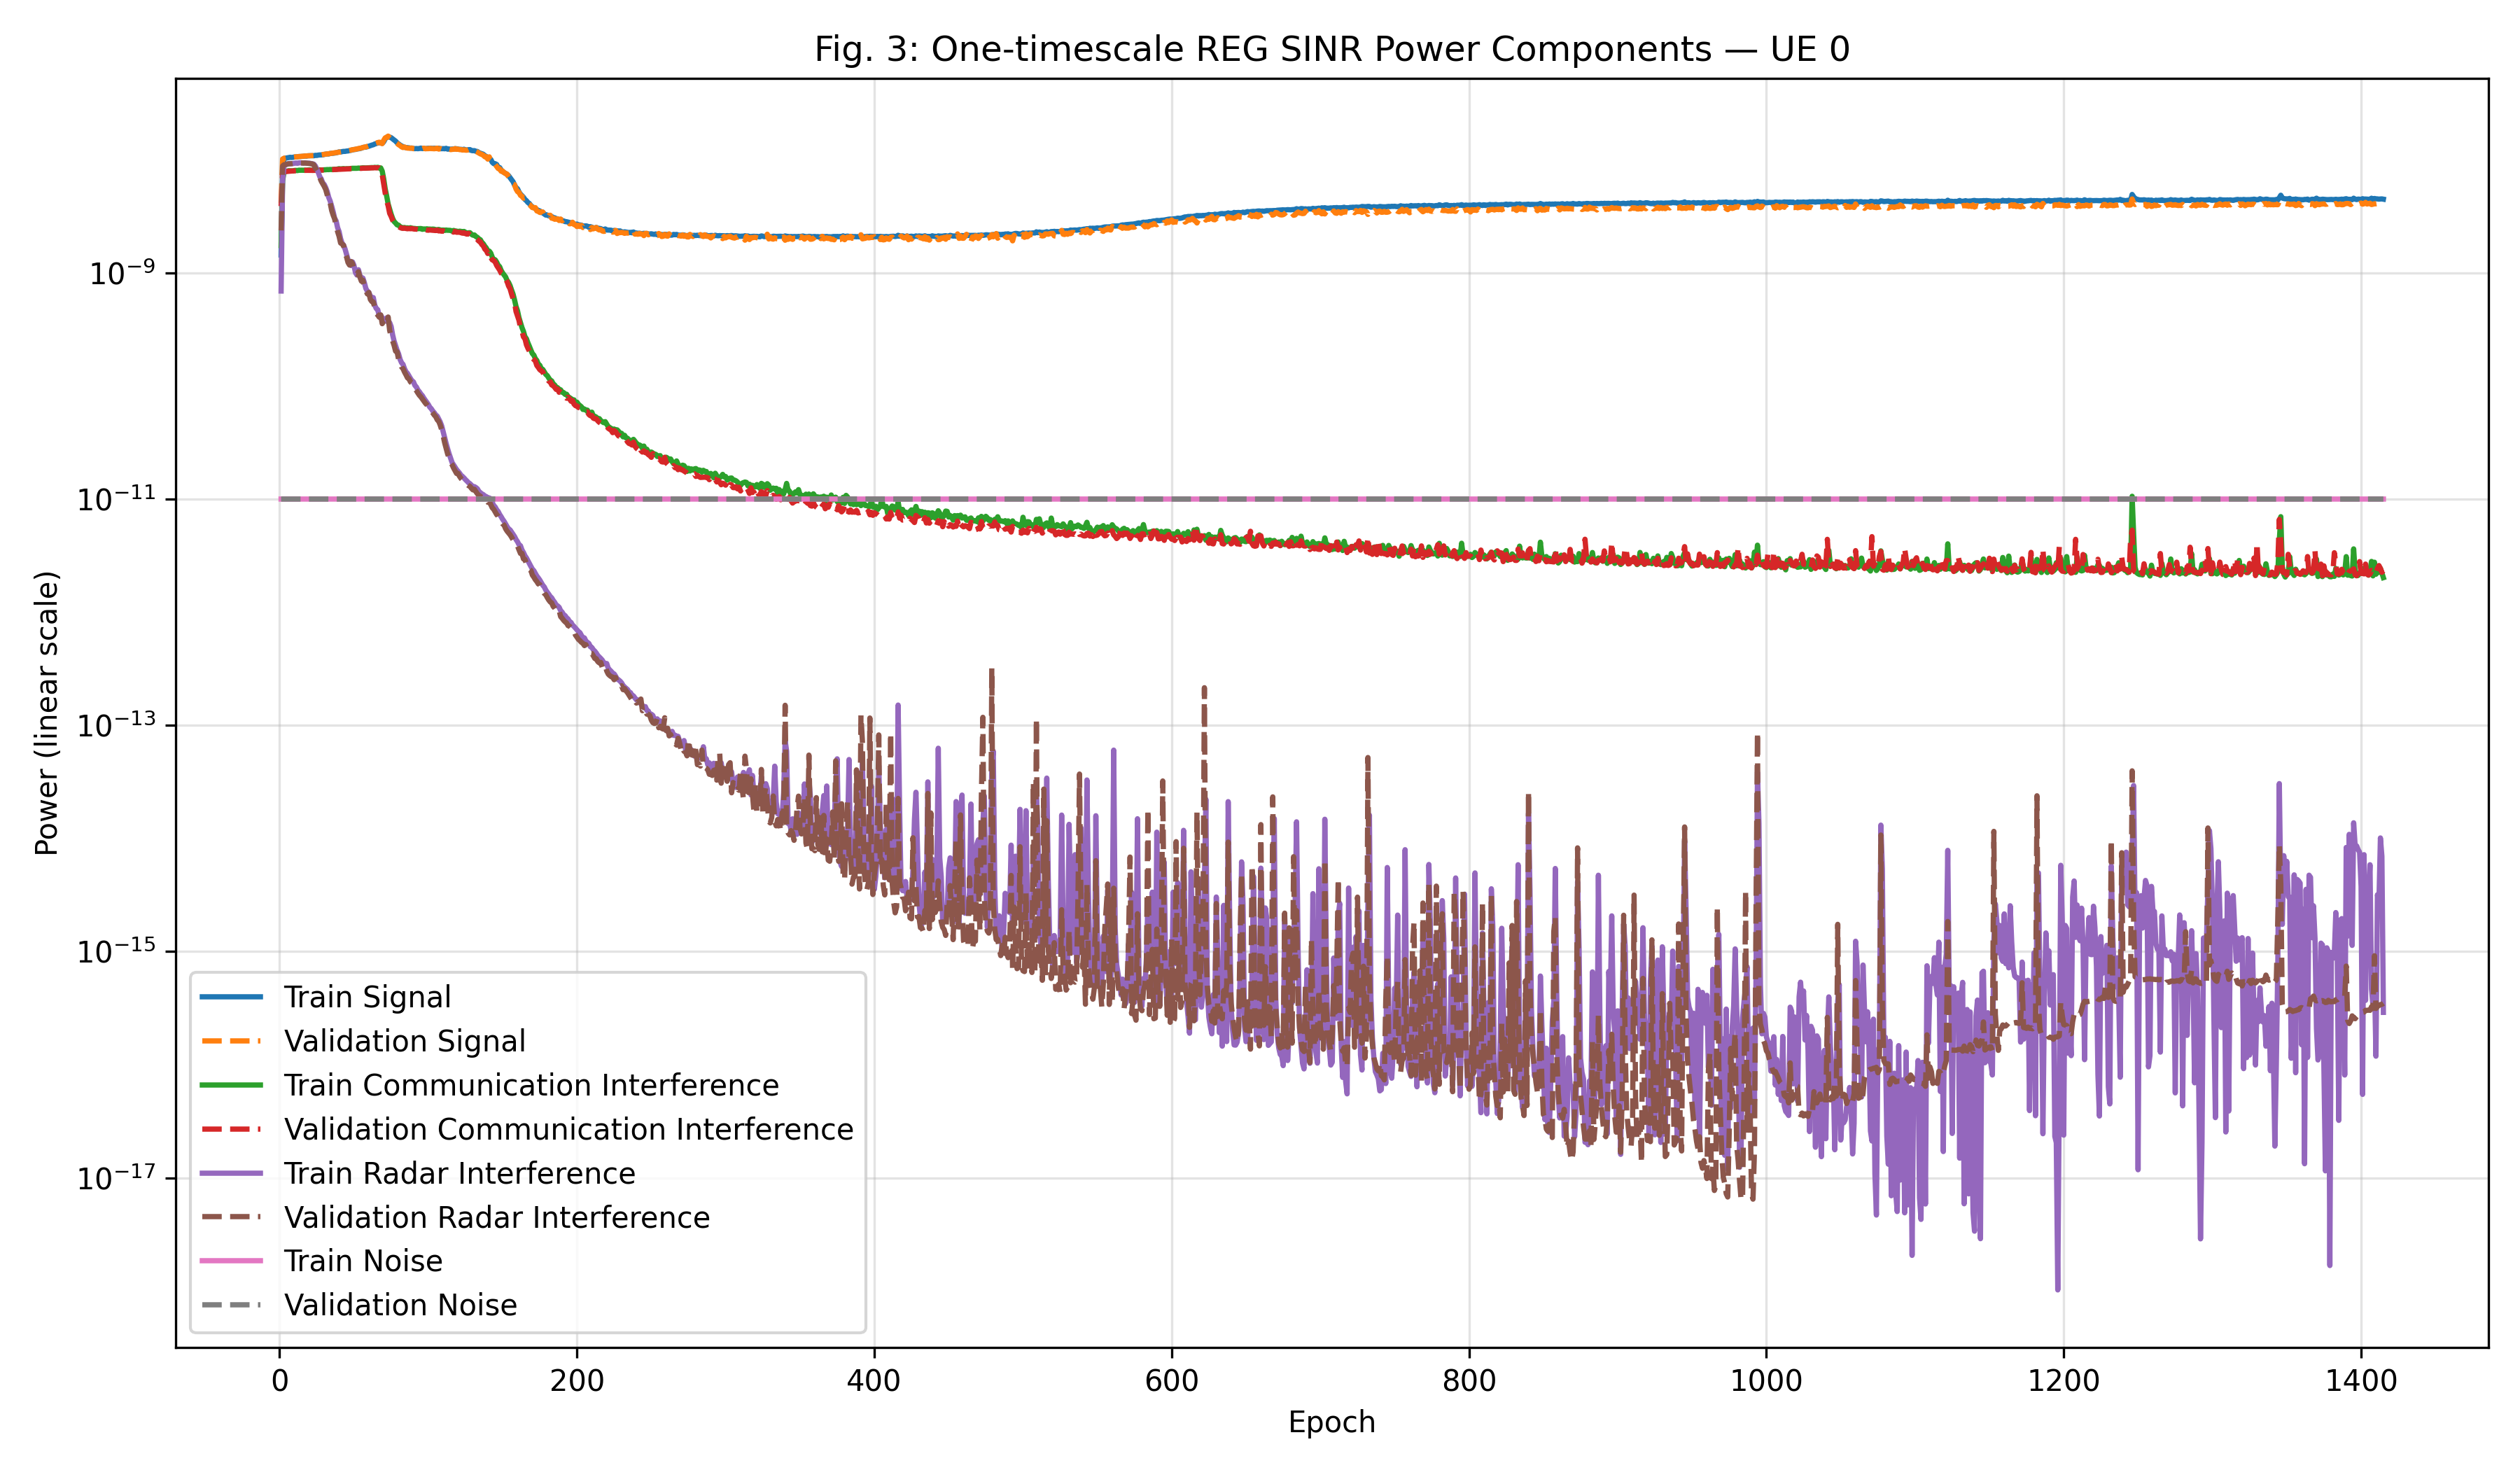 Fig. 3: One-timescale REG SINR Power Components — UE 0
Power (linear scale)
10⁻⁹
10⁻¹¹
10⁻¹³
10⁻¹⁵
10⁻¹⁷
Train Signal
Validation Signal
Train Communication Interference
Validation Communication Interference
Train Radar Interference
Validation Radar Interference
Train Noise
Validation Noise
0 200 400 600 800 1000 1200 1400
Epoch